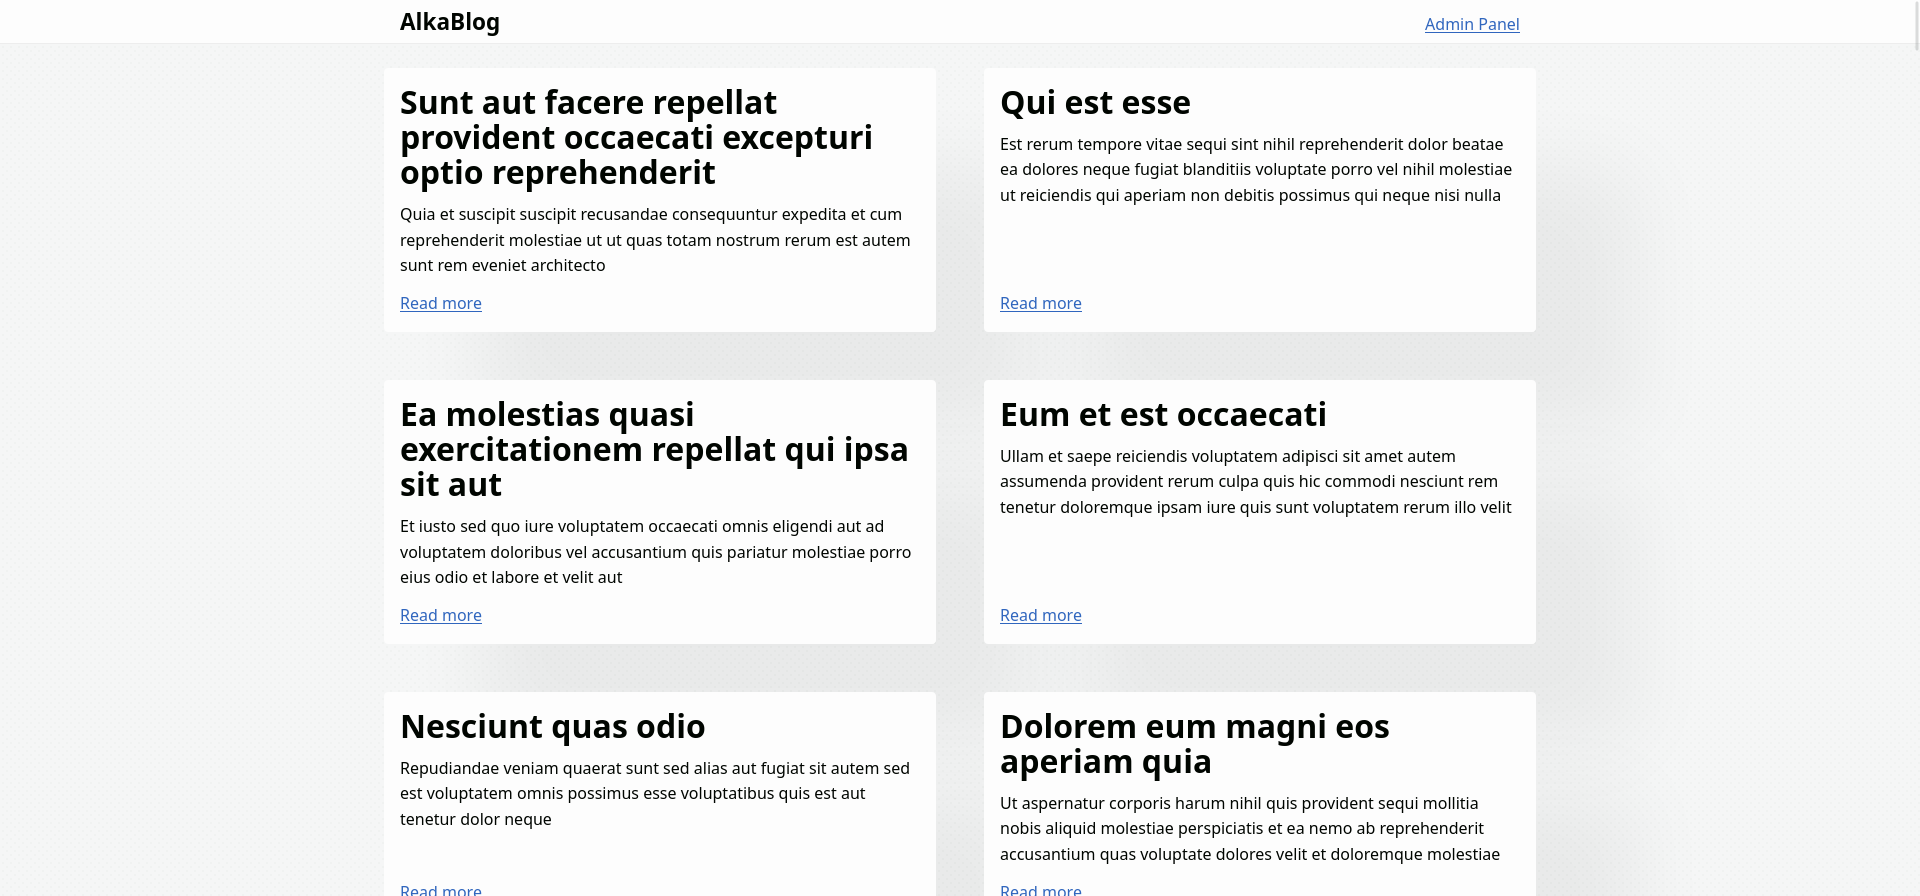 AlkaBlog
Admin Panel
Sunt aut facere repellat
provident occaecati excepturi
optio reprehenderit
Quia et suscipit suscipit recusandae consequuntur expedita et cum
reprehenderit molestiae ut ut quas totam nostrum rerum est autem
sunt rem eveniet architecto
Read more
Qui est esse
Est rerum tempore vitae sequi sint nihil reprehenderit dolor beatae
ea dolores neque fugiat blanditiis voluptate porro vel nihil molestiae
ut reiciendis qui aperiam non debitis possimus qui neque nisi nulla
Read more
Ea molestias quasi
exercitationem repellat qui ipsa
sit aut
Et iusto sed quo iure voluptatem occaecati omnis eligendi aut ad
voluptatem doloribus vel accusantium quis pariatur molestiae porro
eius odio et labore et velit aut
Read more
Eum et est occaecati
Ullam et saepe reiciendis voluptatem adipisci sit amet autem
assumenda provident rerum culpa quis hic commodi nesciunt rem
tenetur doloremque ipsam iure quis sunt voluptatem rerum illo velit
Read more
Nesciunt quas odio
Repudiandae veniam quaerat sunt sed alias aut fugiat sit autem sed
est voluptatem omnis possimus esse voluptatibus quis est aut
tenetur dolor neque
Read more
Dolorem eum magni eos
aperiam quia
Ut aspernatur corporis harum nihil quis provident sequi mollitia
nobis aliquid molestiae perspiciatis et ea nemo ab reprehenderit
accusantium quas voluptate dolores velit et doloremque molestiae
Read more